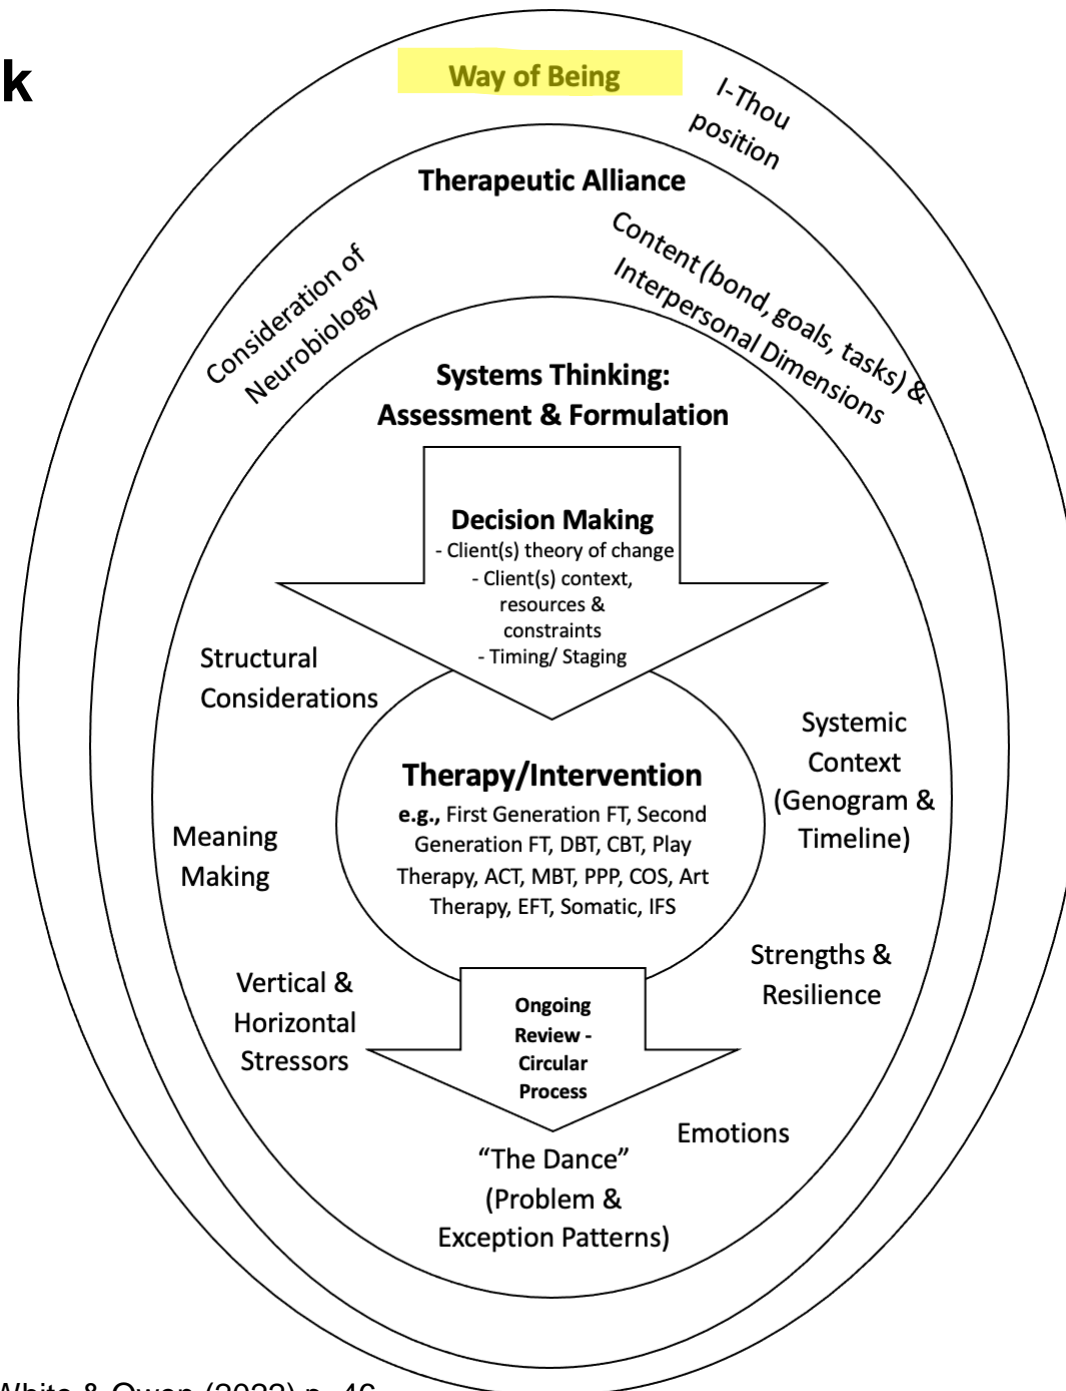 k
Way of Being
I-Thou
position
Therapeutic Alliance
Consideration of
Neurobiology
Content (bond, goals, tasks) &
Interpersonal Dimensions
Systems Thinking:
Assessment & Formulation
Decision Making
- Client(s) theory of change
- Client(s) context,
resources &
constraints
- Timing/ Staging
Structural
Considerations
Systemic
Context
(Genogram &
Timeline)
Therapy/Intervention
e.g., First Generation FT, Second
Generation FT, DBT, CBT, Play
Therapy, ACT, MBT, PPP, COS, Art
Therapy, EFT, Somatic, IFS
Meaning
Making
Strengths &
Resilience
Vertical &
Horizontal
Stressors
Ongoing
Review -
Circular
Process
Emotions
“The Dance”
(Problem &
Exception Patterns)
White & Owen (2022) p. 46